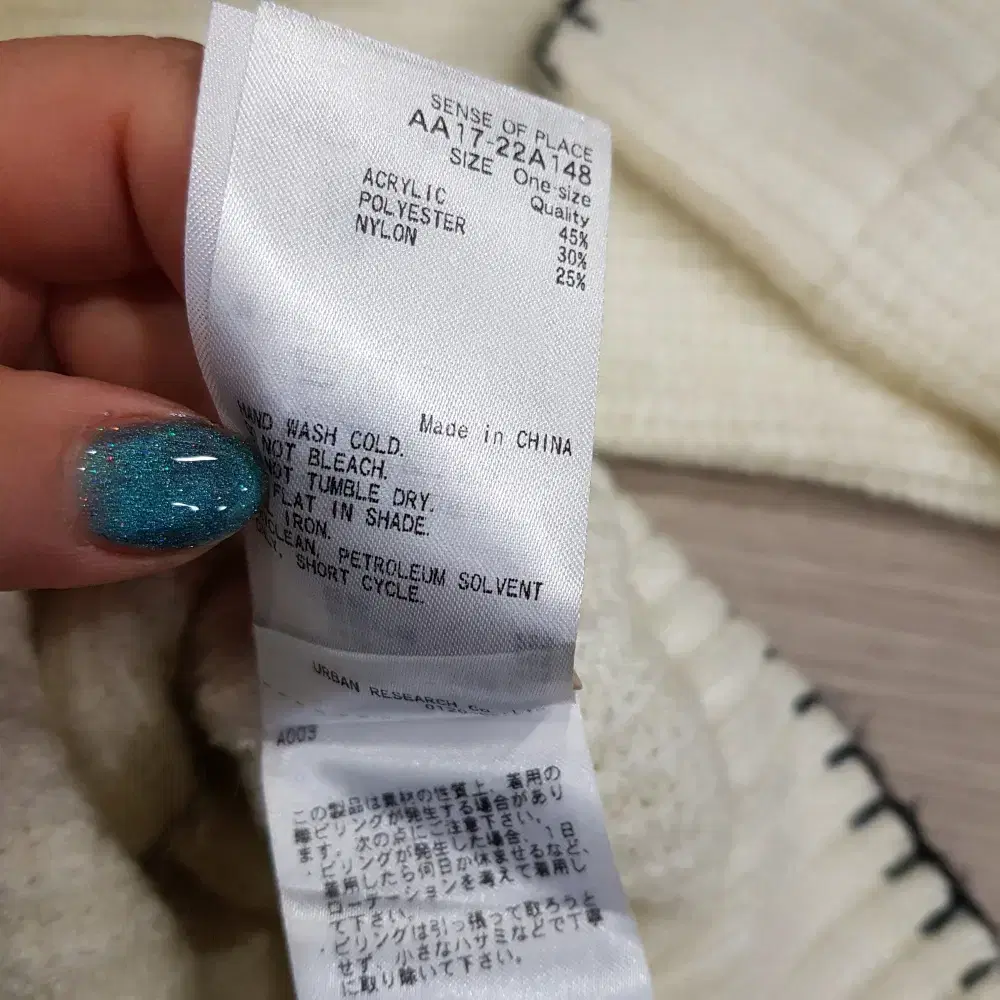 SENSE OF PLACE
AA17-22A148
SIZE One size
Quality
ACRYLIC 45%
POLYESTER 30%
NYLON 25%
Made in CHINA
HAND WASH COLD.
NOT BLEACH.
NOT TUMBLE DRY.
FLAT IN SHADE.
IRON.
CLEAN, PETROLEUM SOLVENT
SHORT CYCLE.
URBAN RESEARCH Co.
A003
この製品は素材の性質上、着用の
際ピリングが発生する場合があり
ます。次の点にご注意下さい。
・ピリングが発生した場合、1日
着用したら何日か休ませるなど、
ローテーションを考えて着用し
て下さい。
・ピリングは引っ張って取ろうと
せず、小さなハサミなどで丁寧
に取り除いて下さい。